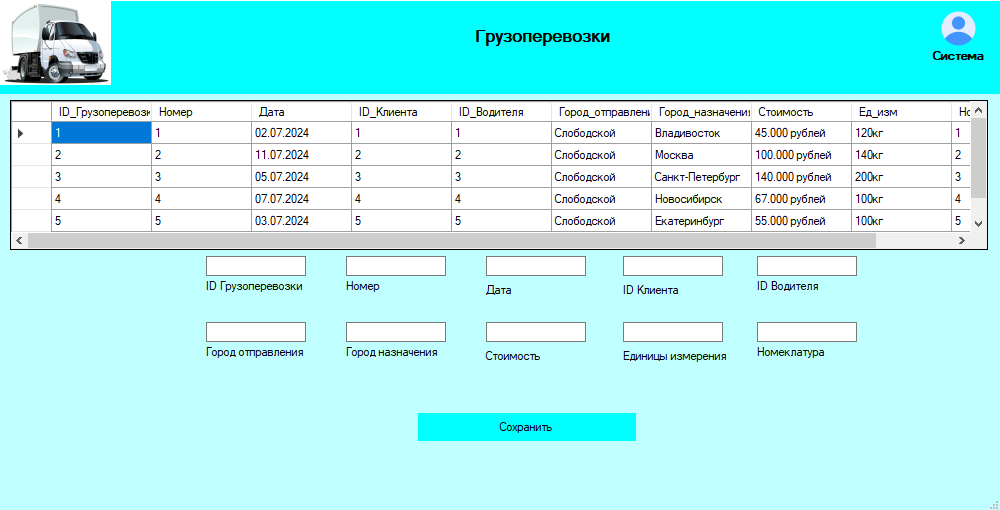 Грузоперевозки
Система
ID_Грузоперевозк Номер Дата ID_Клиента ID_Водителя Город_отправлени Город_назначения Стоимость Ед_изм Но
1 1 02.07.2024 1 1 Слободской Владивосток 45.000 рублей 120кг 1
2 2 11.07.2024 2 2 Слободской Москва 100.000 рублей 140кг 2
3 3 05.07.2024 3 3 Слободской Санкт-Петербург 140.000 рублей 200кг 3
4 4 07.07.2024 4 4 Слободской Новосибирск 67.000 рублей 100кг 4
5 5 03.07.2024 5 5 Слободской Екатеринбург 55.000 рублей 100кг 5
ID Грузоперевозки Номер Дата ID Клиента ID Водителя
Город отправления Город назначения Стоимость Единицы измерения Номеклатура
Сохранить